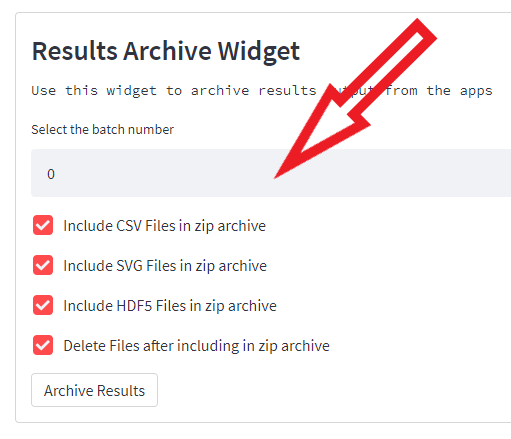 Results Archive Widget
Use this widget to archive results output from the apps
Select the batch number
0
Include CSV Files in zip archive
Include SVG Files in zip archive
Include HDF5 Files in zip archive
Delete Files after including in zip archive
Archive Results